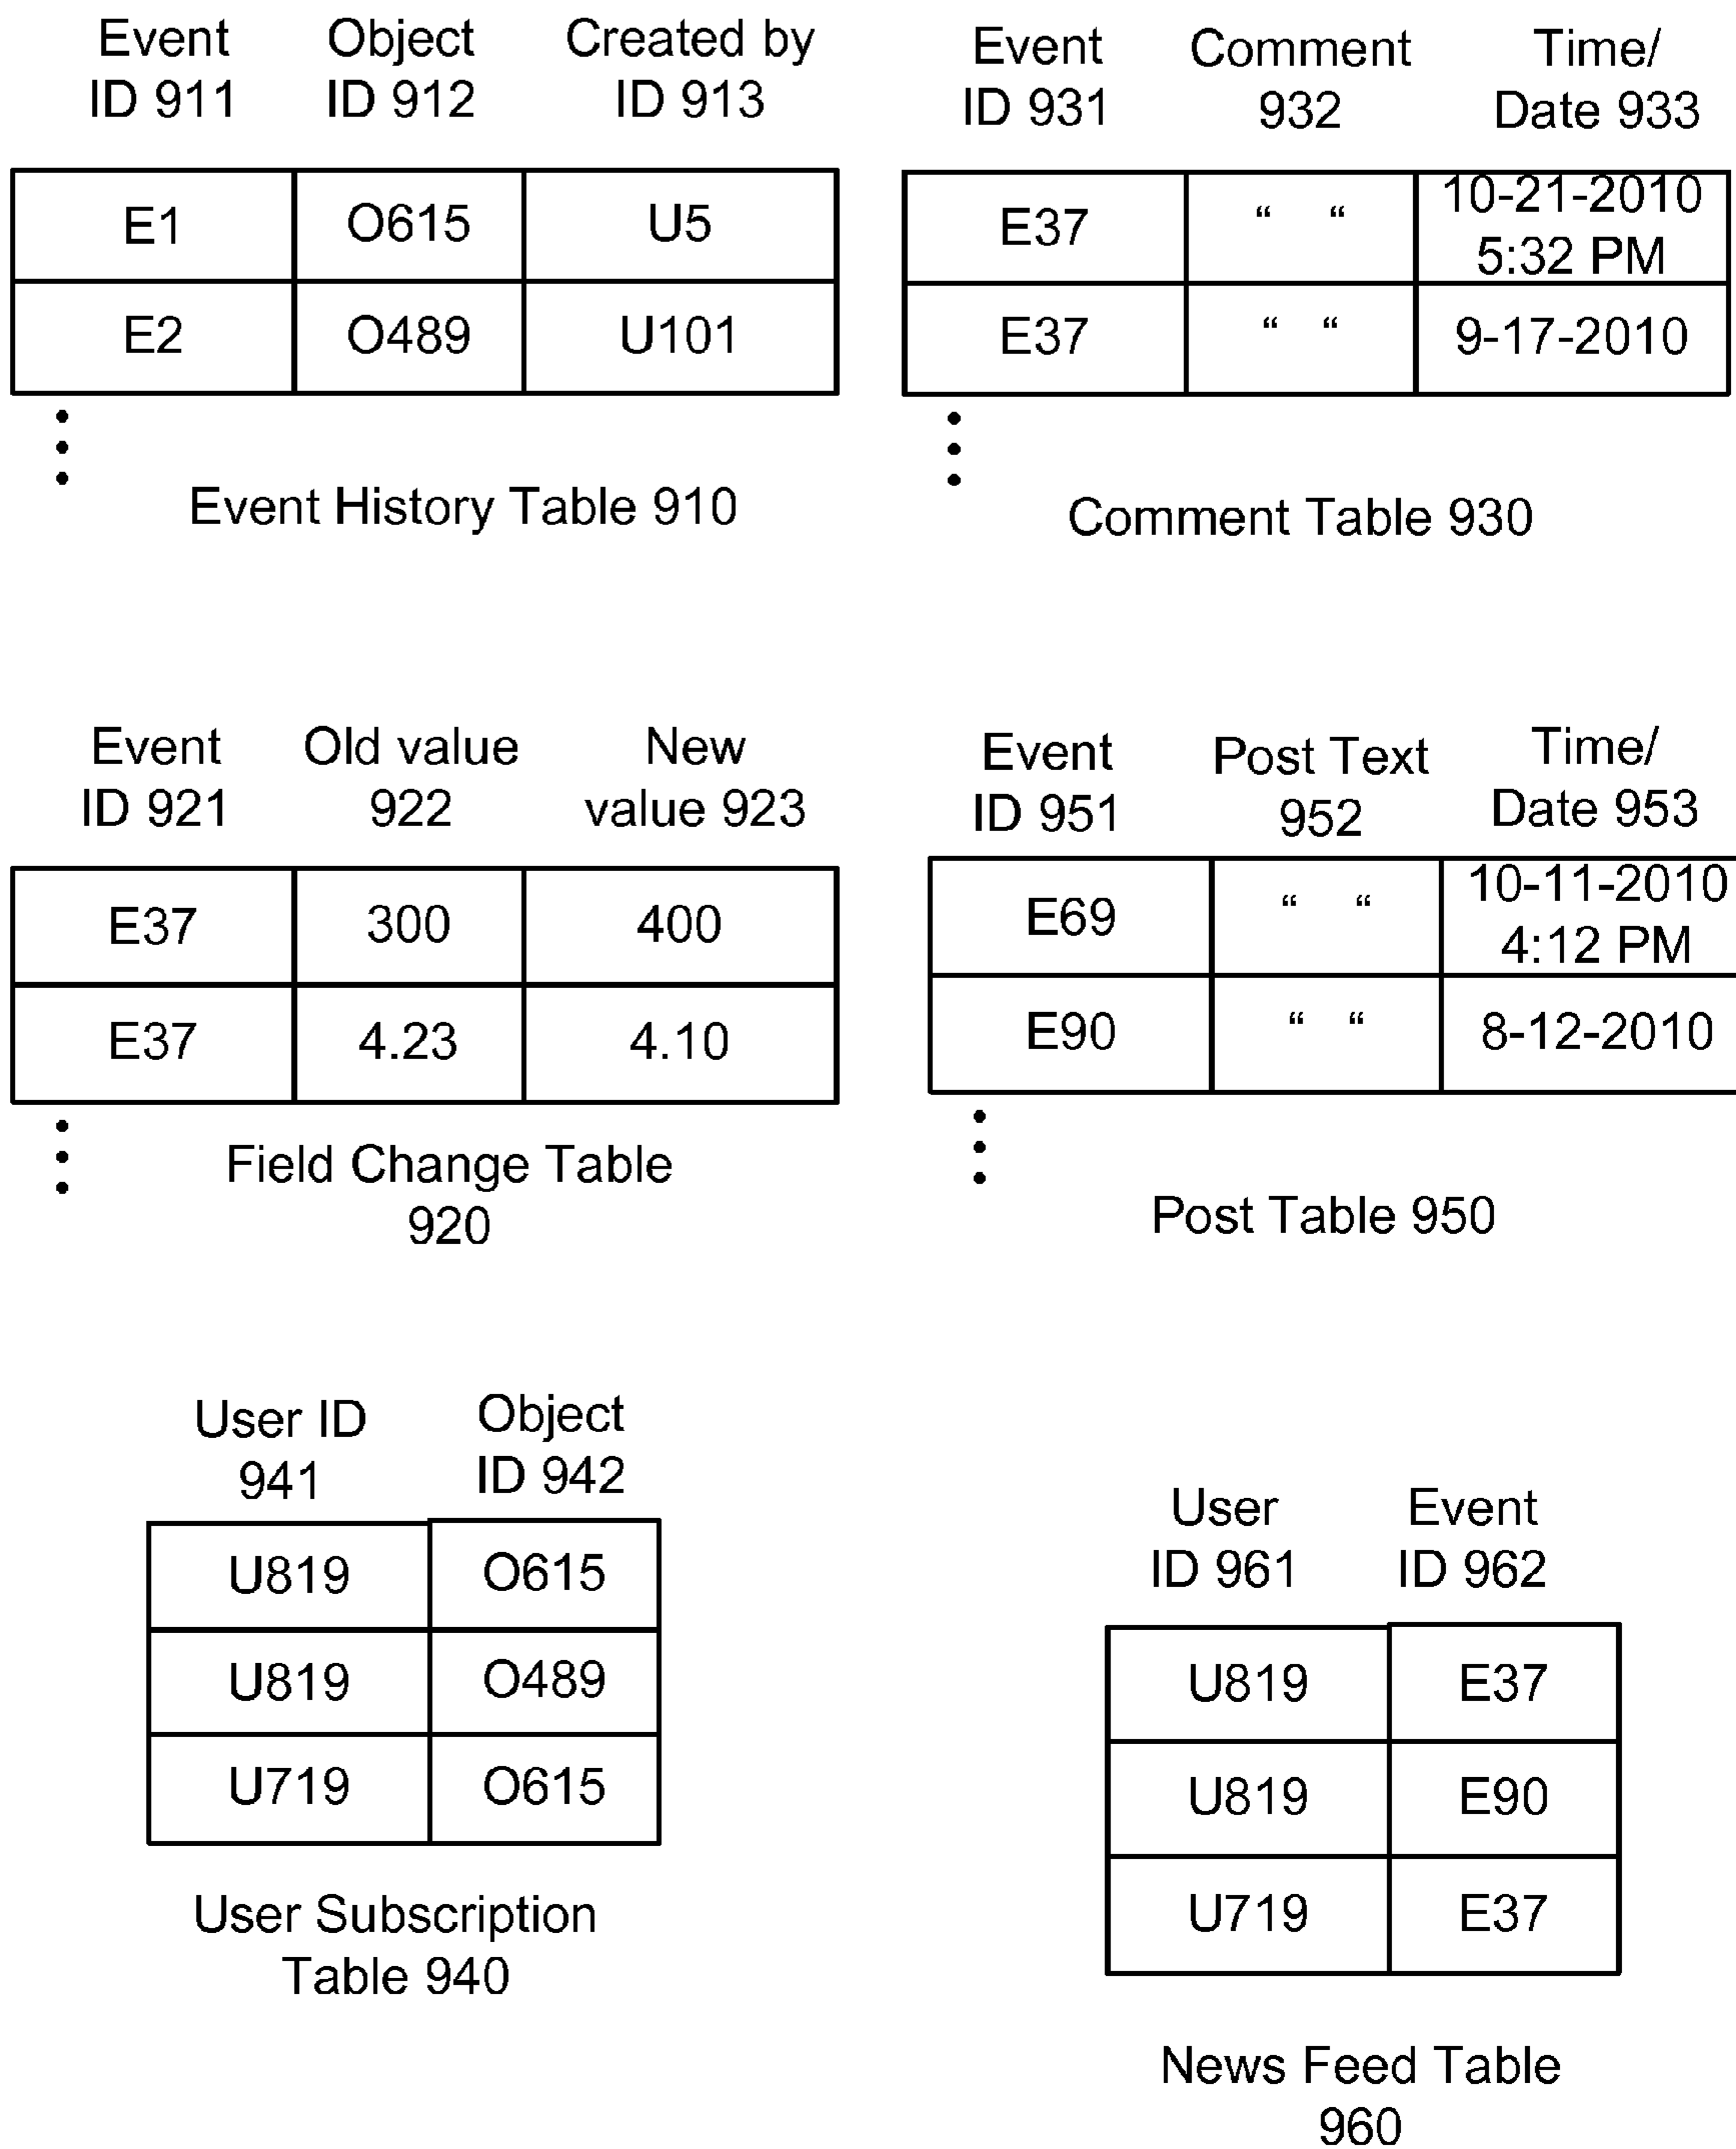 Event Object Created by
ID 911 ID 912 ID 913
E1 O615 U5
E2 O489 U101
Event History Table 910
Event Comment Time/
ID 931 932 Date 933
E37 “ “ 10-21-2010
5:32 PM
E37 “ “ 9-17-2010
Comment Table 930
Event Old value New
ID 921 922 value 923
E37 300 400
E37 4.23 4.10
Field Change Table
920
Event Post Text Time/
ID 951 952 Date 953
E69 “ “ 10-11-2010
4:12 PM
E90 “ “ 8-12-2010
Post Table 950
User ID Object
941 ID 942
U819 O615
U819 O489
U719 O615
User Subscription
Table 940
User Event
ID 961 ID 962
U819 E37
U819 E90
U719 E37
News Feed Table
960